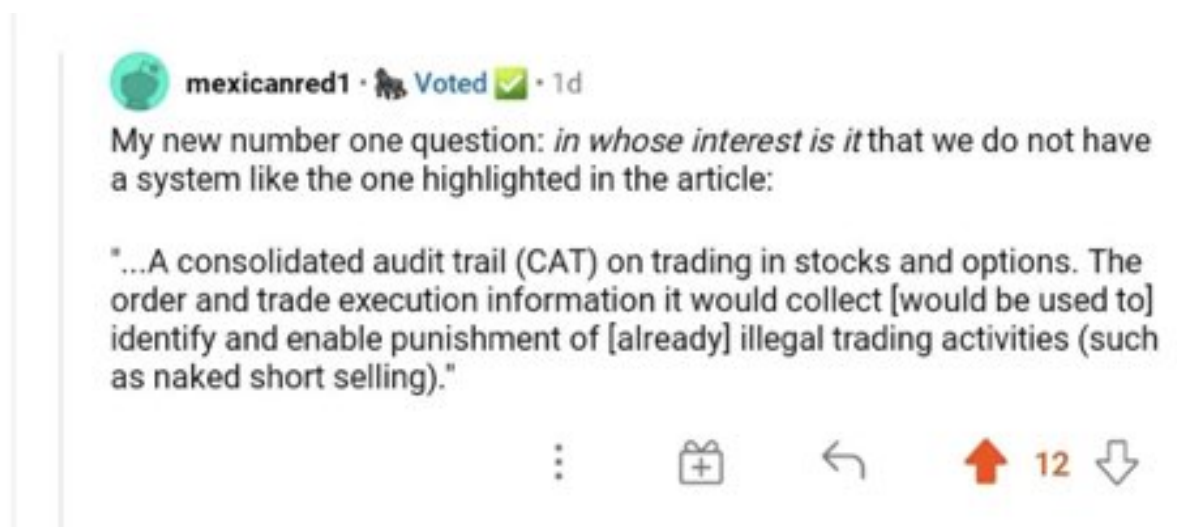 mexicanred1 · Voted · 1d
My new number one question: in whose interest is it that we do not have
a system like the one highlighted in the article:
"...A consolidated audit trail (CAT) on trading in stocks and options. The
order and trade execution information it would collect [would be used to]
identify and enable punishment of [already] illegal trading activities (such
as naked short selling)."
12